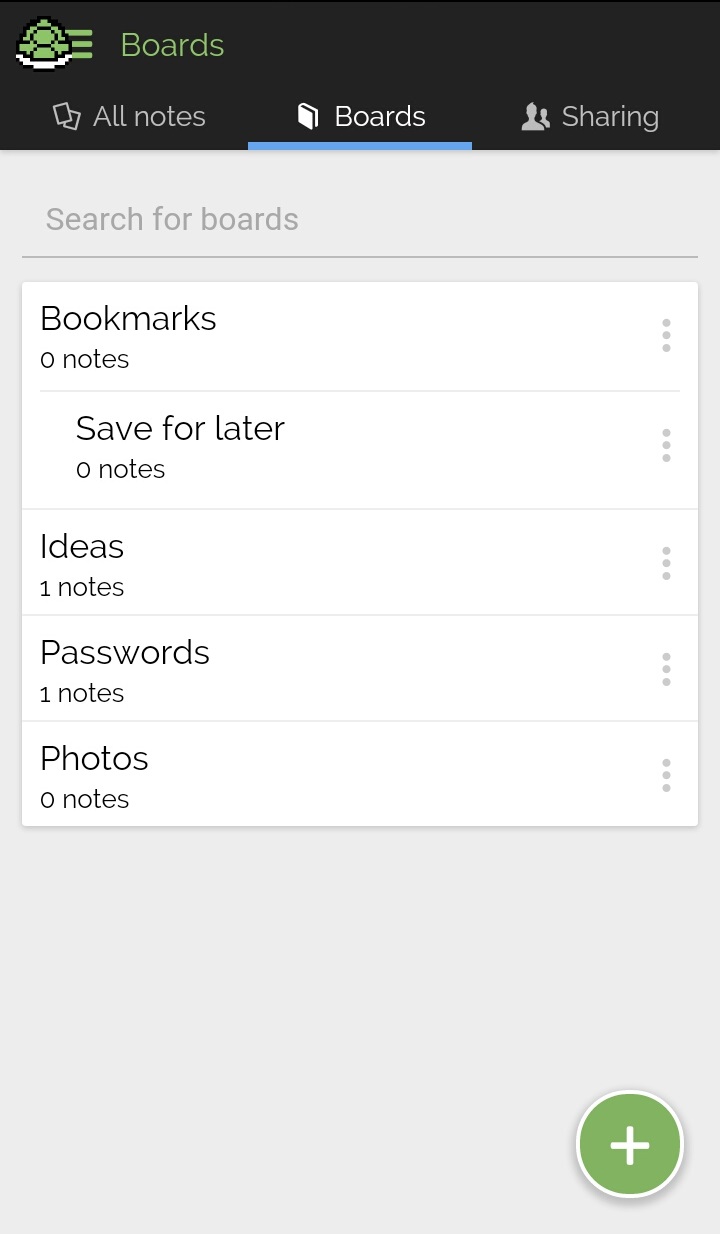 Boards
All notes
Boards
Sharing
Search for boards
Bookmarks
0 notes
Save for later
0 notes
Ideas
1 notes
Passwords
1 notes
Photos
0 notes